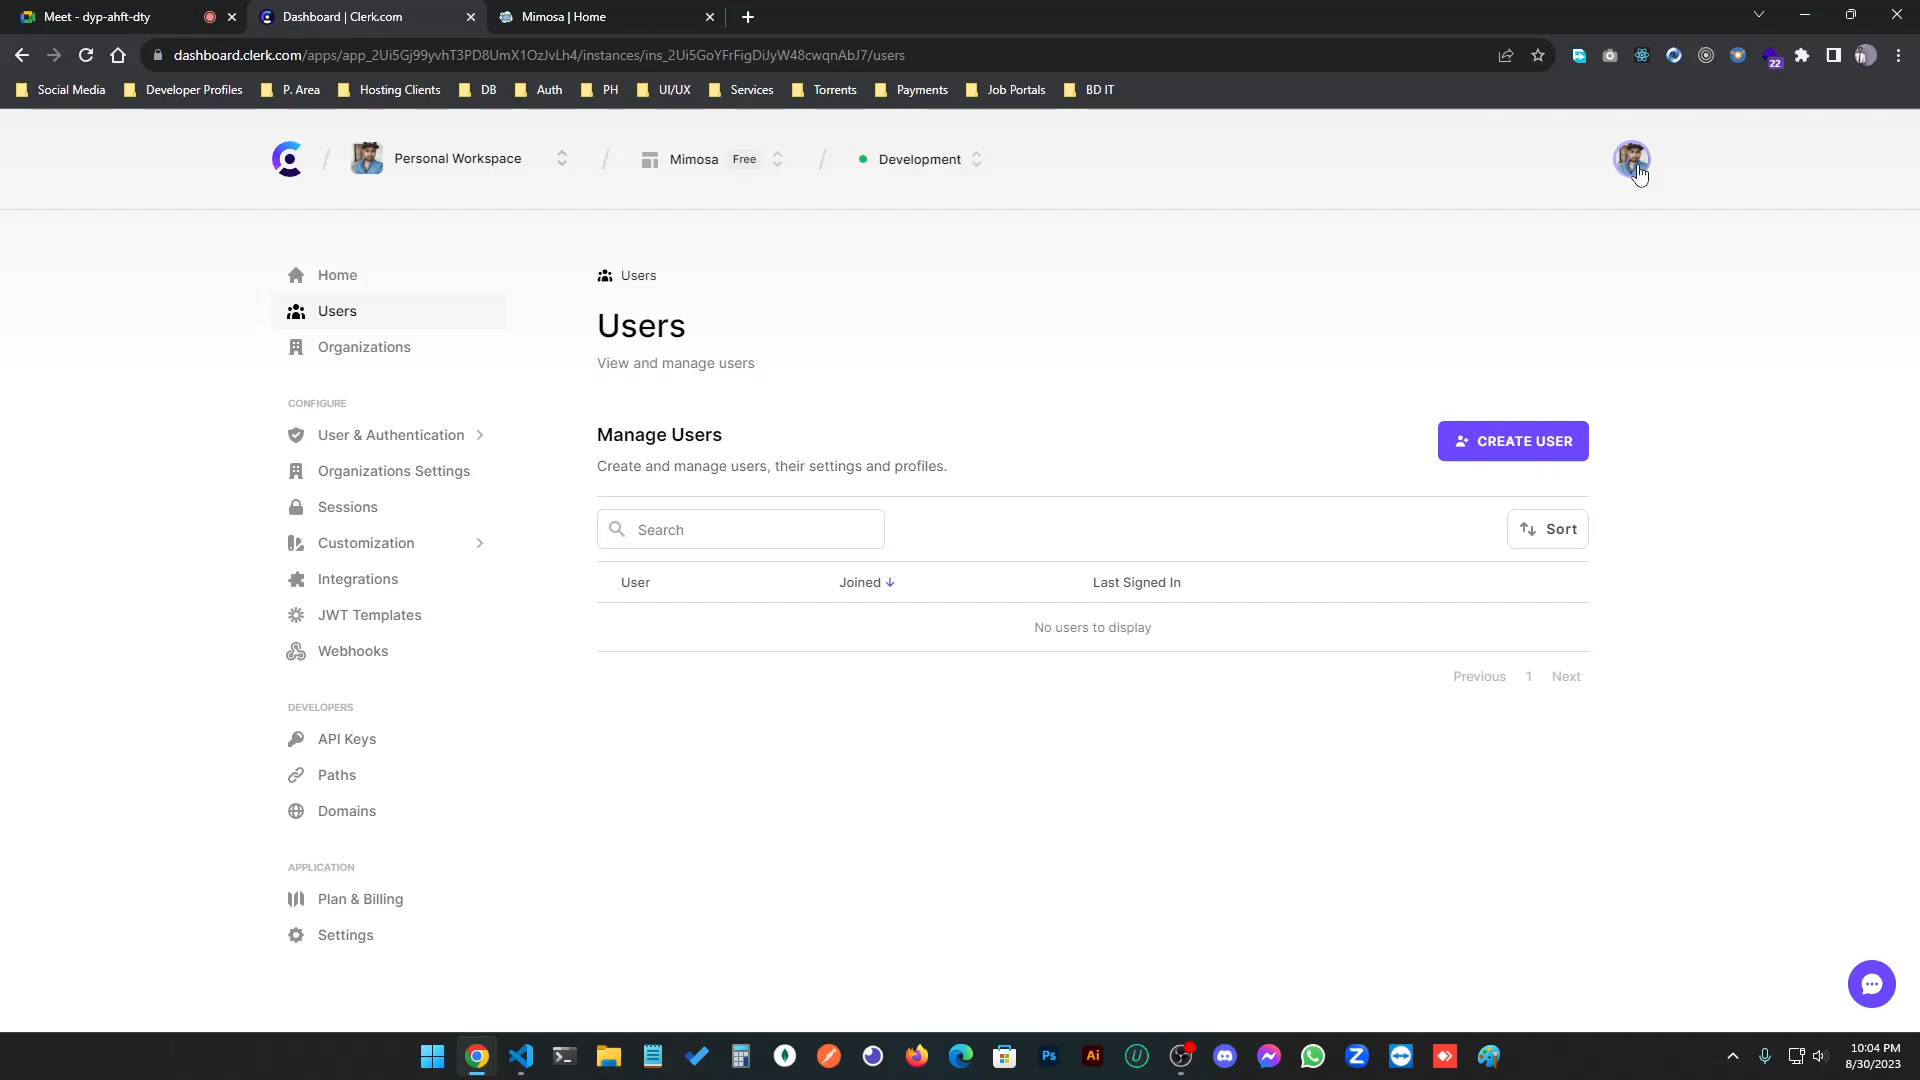 Meet - dyp-ahft-dty
Dashboard | Clerk.com
Mimosa | Home
dashboard.clerk.com/apps/app_2Ui5Gj99yvhT3PD8UmX1OzJvLh4/instances/ins_2Ui5GoYFrFigDiJyW48cwqnAbJ7/users
22
Social Media
Developer Profiles
P. Area
Hosting Clients
DB
Auth
PH
UI/UX
Services
Torrents
Payments
Job Portals
BD IT
/ Personal Workspace / Mimosa Free / Development
Home
Users
Organizations
CONFIGURE
User & Authentication
Organizations Settings
Sessions
Customization
Integrations
JWT Templates
Webhooks
DEVELOPERS
API Keys
Paths
Domains
APPLICATION
Plan & Billing
Settings
Users
Users
View and manage users
Manage Users
CREATE USER
Create and manage users, their settings and profiles.
Search
Sort
User
Joined
Last Signed In
No users to display
Previous 1 Next
Ps
Ai
10:04 PM
8/30/2023